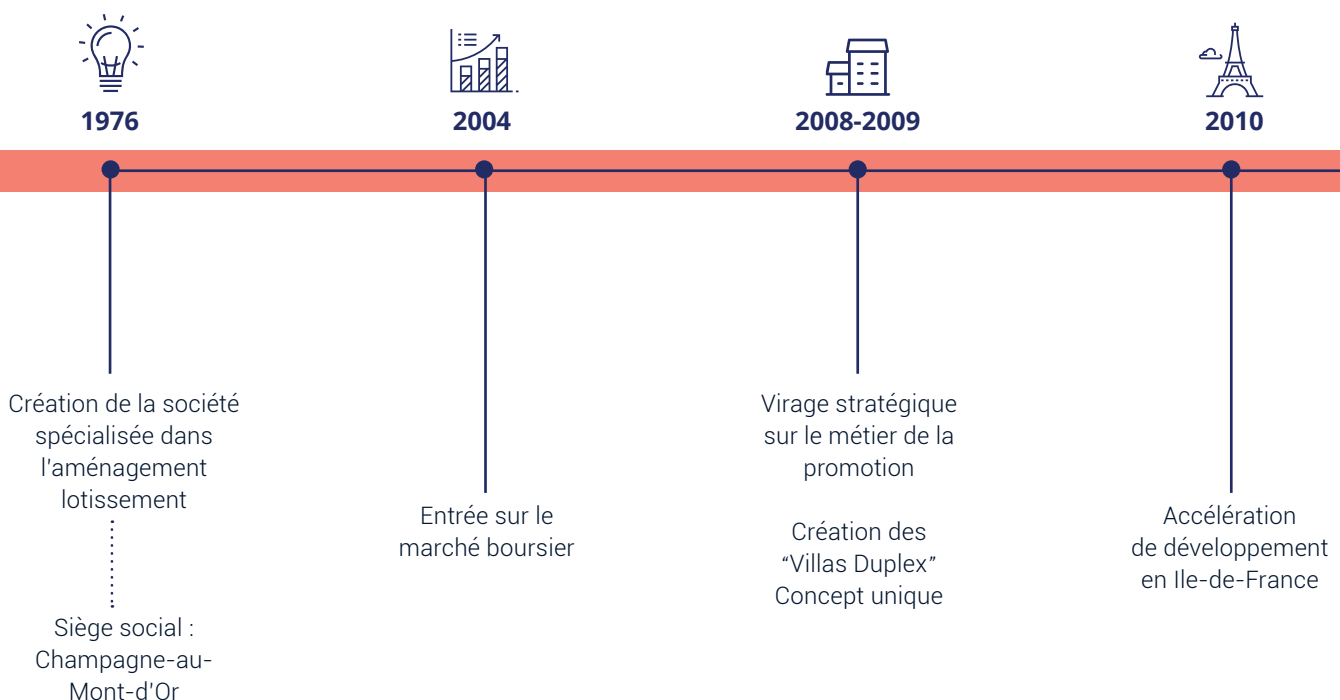 1976
Création de la société
spécialisée dans
l'aménagement
lotissement
Siège social :
Champagne-au-
Mont-d'Or
2004
Entrée sur le
marché boursier
2008-2009
Virage stratégique
sur le métier de la
promotion
Création des
“Villas Duplex”
Concept unique
2010
Accélération
de développement
en Ile-de-France